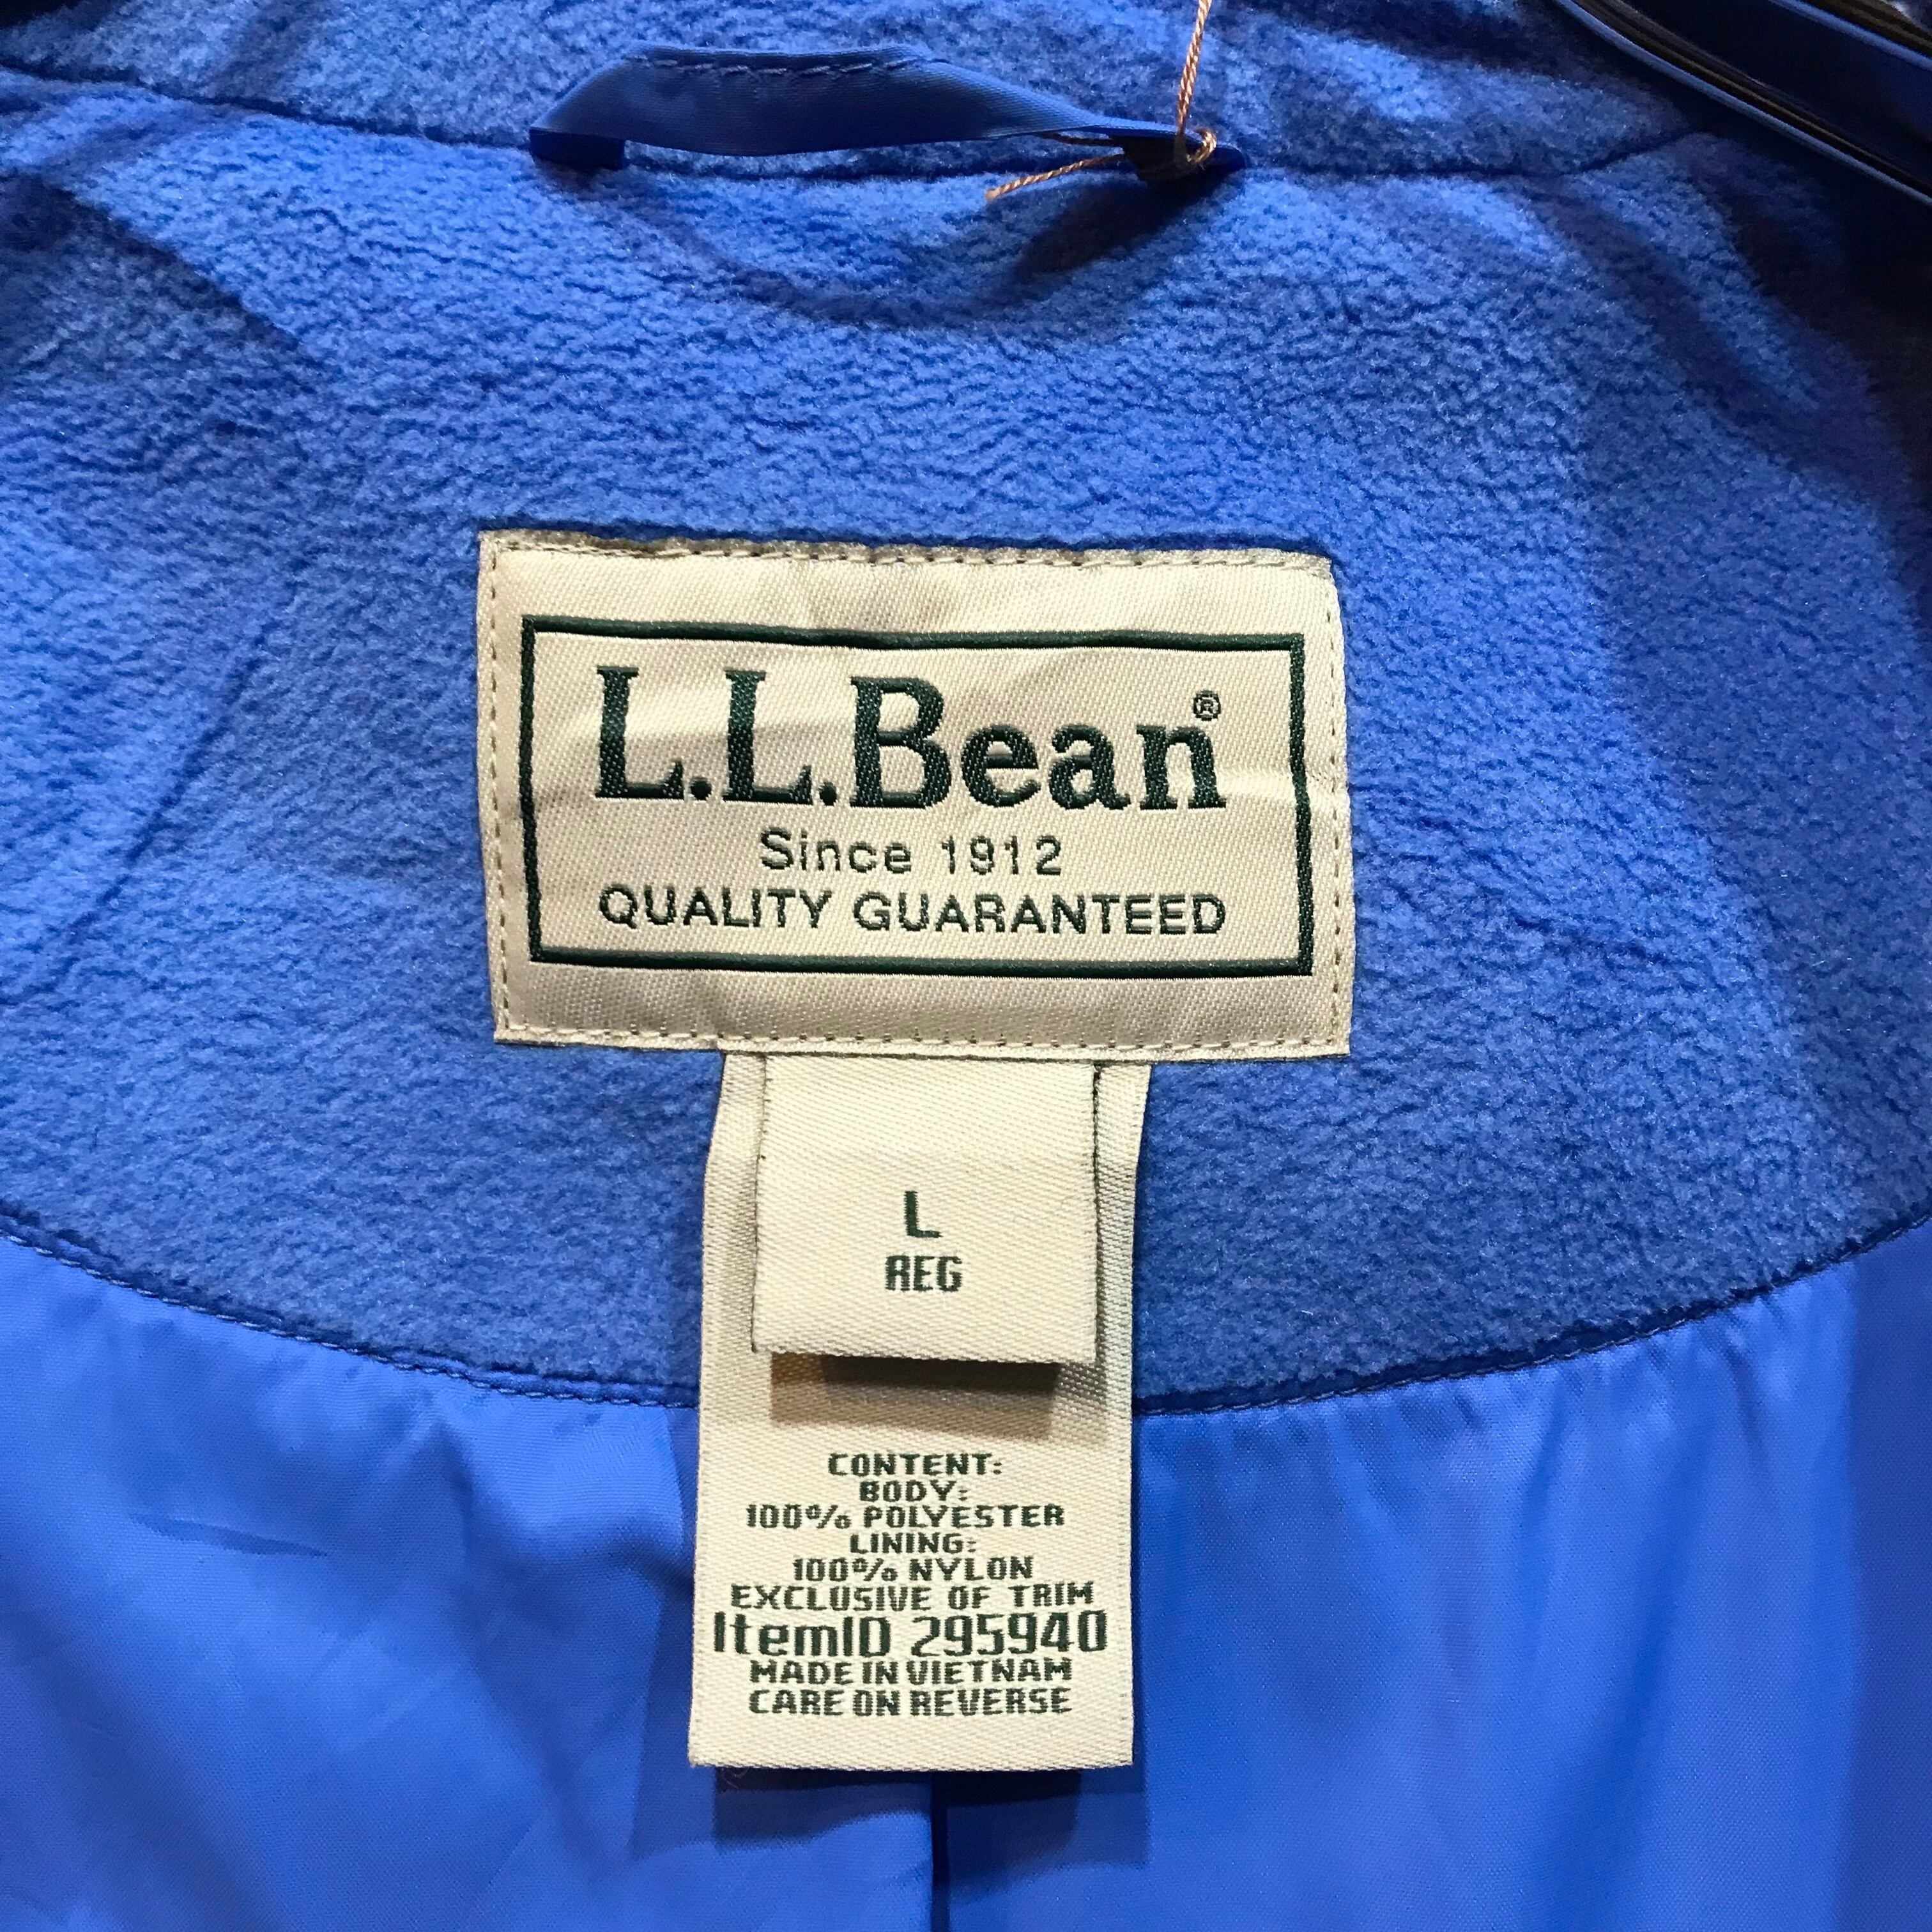 L.L.Bean®
Since 1912
QUALITY GUARANTEED
L
REG
CONTENT:
BODY:
100% POLYESTER
LINING:
100% NYLON
EXCLUSIVE OF TRIM
ItemID 295940
MADE IN VIETNAM
CARE ON REVERSE